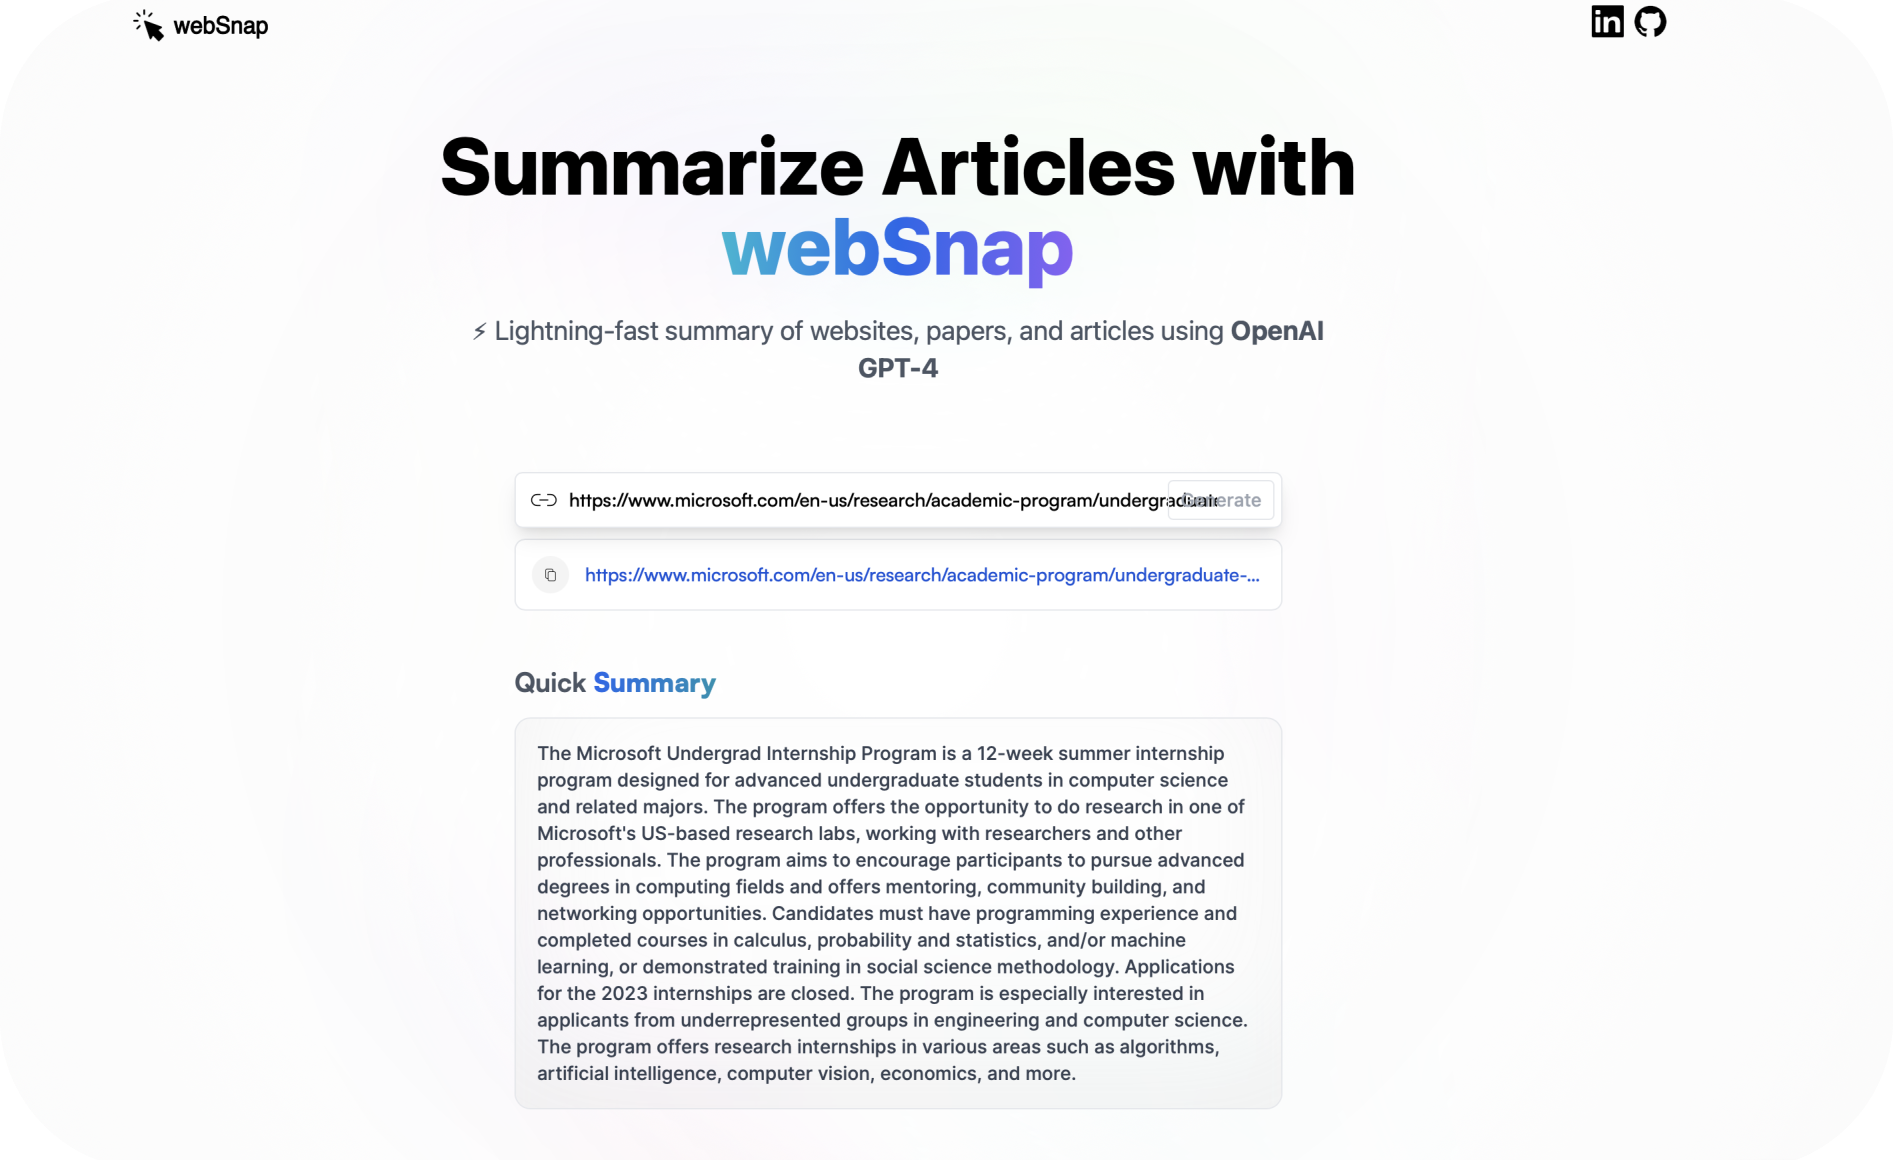 webSnap
Summarize Articles with
webSnap
⚡ Lightning-fast summary of websites, papers, and articles using OpenAI
GPT-4
https://www.microsoft.com/en-us/research/academic-program/undergraduate
Generate
https://www.microsoft.com/en-us/research/academic-program/undergraduate-...
Quick Summary
The Microsoft Undergrad Internship Program is a 12-week summer internship
program designed for advanced undergraduate students in computer science
and related majors. The program offers the opportunity to do research in one of
Microsoft's US-based research labs, working with researchers and other
professionals. The program aims to encourage participants to pursue advanced
degrees in computing fields and offers mentoring, community building, and
networking opportunities. Candidates must have programming experience and
completed courses in calculus, probability and statistics, and/or machine
learning, or demonstrated training in social science methodology. Applications
for the 2023 internships are closed. The program is especially interested in
applicants from underrepresented groups in engineering and computer science.
The program offers research internships in various areas such as algorithms,
artificial intelligence, computer vision, economics, and more.